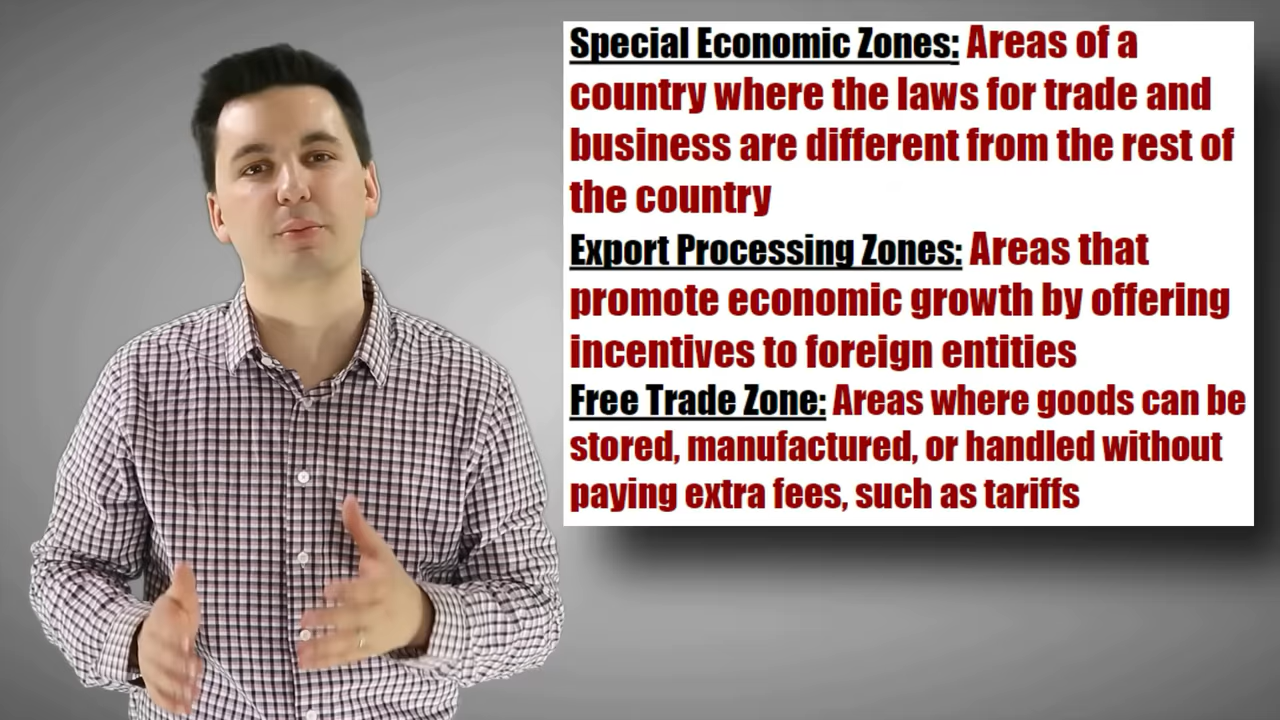 Special Economic Zones: Areas of a
country where the laws for trade and
business are different from the rest of
the country
Export Processing Zones: Areas that
promote economic growth by offering
incentives to foreign entities
Free Trade Zone: Areas where goods can be
stored, manufactured, or handled without
paying extra fees, such as tariffs